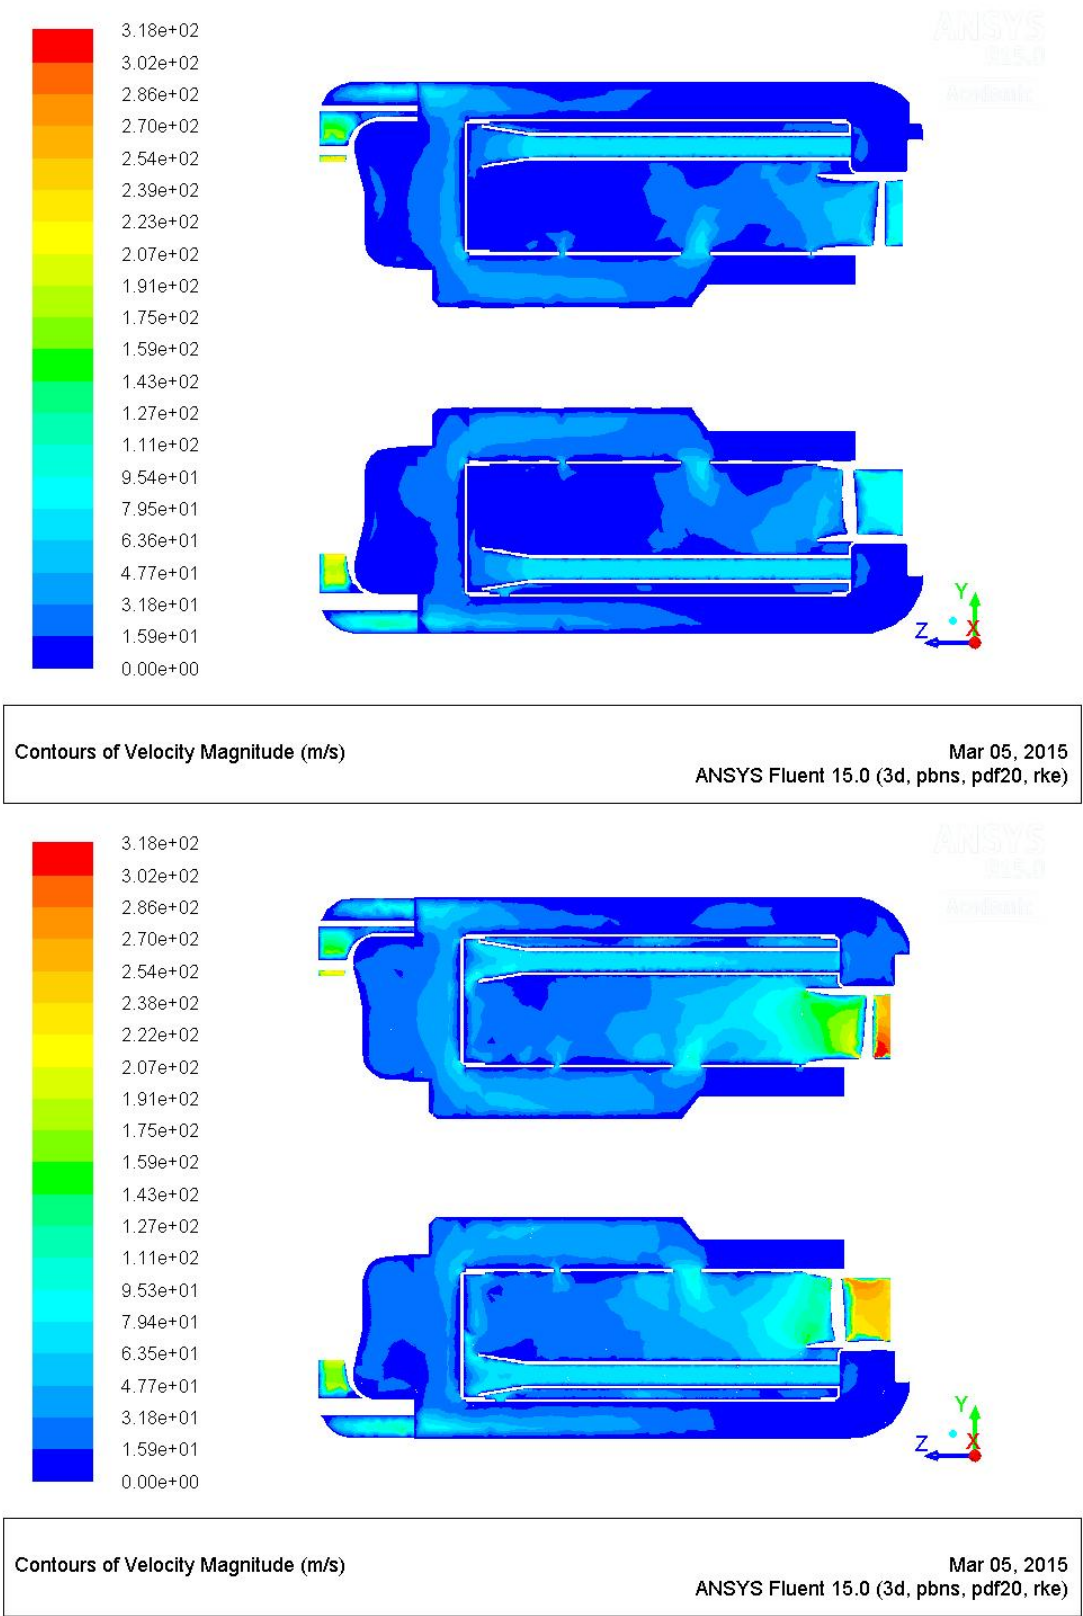 ANSYS
R15.0
Academic
3.18e+02
3.02e+02
2.86e+02
2.70e+02
2.54e+02
2.39e+02
2.23e+02
2.07e+02
1.91e+02
1.75e+02
1.59e+02
1.43e+02
1.27e+02
1.11e+02
9.54e+01
7.95e+01
6.36e+01
4.77e+01
3.18e+01
1.59e+01
0.00e+00
Y
Z
X
Contours of Velocity Magnitude (m/s)
Mar 05, 2015
ANSYS Fluent 15.0 (3d, pbns, pdf20, rke)
ANSYS
R15.0
Academic
3.18e+02
3.02e+02
2.86e+02
2.70e+02
2.54e+02
2.38e+02
2.22e+02
2.07e+02
1.91e+02
1.75e+02
1.59e+02
1.43e+02
1.27e+02
1.11e+02
9.53e+01
7.94e+01
6.35e+01
4.77e+01
3.18e+01
1.59e+01
0.00e+00
Y
Z
X
Contours of Velocity Magnitude (m/s)
Mar 05, 2015
ANSYS Fluent 15.0 (3d, pbns, pdf20, rke)